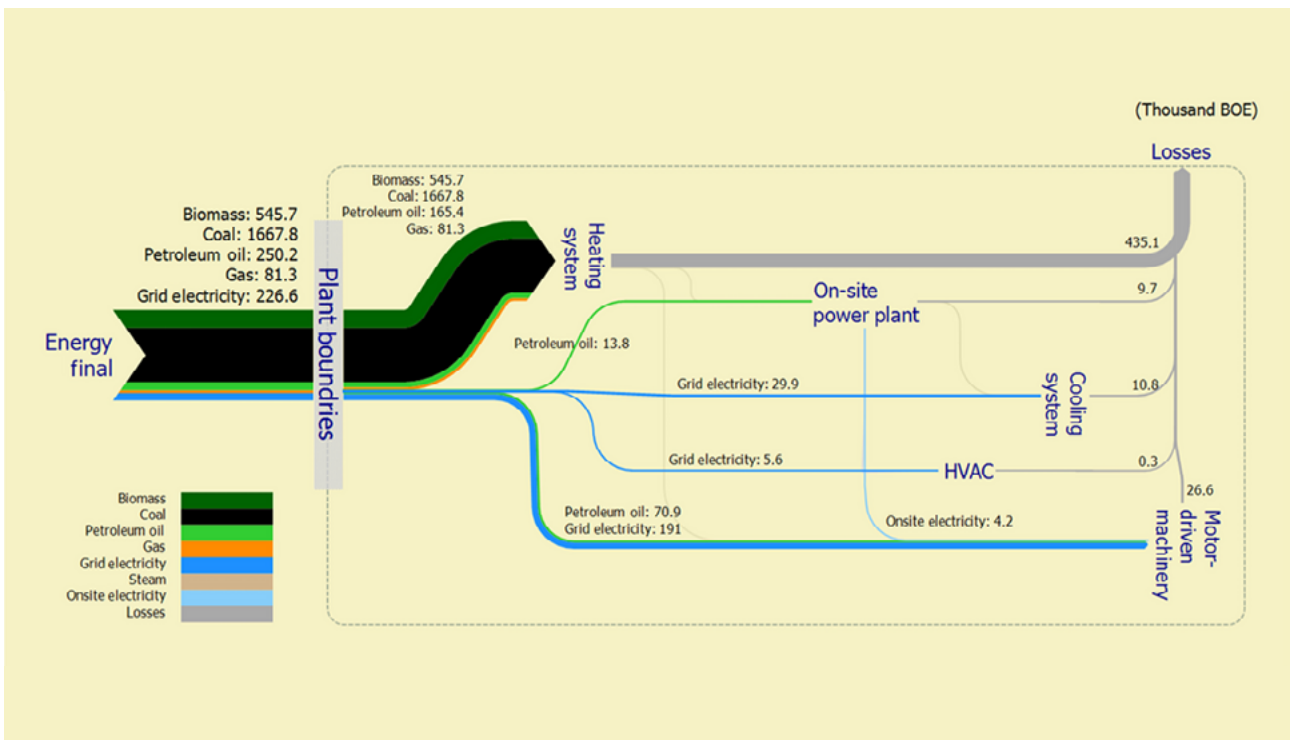 (Thousand BOE)
Losses
Biomass: 545.7
Coal: 1667.8
Petroleum oil: 165.4
Gas: 81.3
Biomass: 545.7
Coal: 1667.8
Petroleum oil: 250.2
Gas: 81.3
Grid electricity: 226.6
Energy
final
Plant boundries
Heating
system
435.1
On-site
power plant
9.7
Petroleum oil: 13.8
Grid electricity: 29.9
Cooling
system
10.8
Grid electricity: 5.6
HVAC
0.3
26.6
Petroleum oil: 70.9
Grid electricity: 191
Onsite electricity: 4.2
Motor-
driven
machinery
Biomass
Coal
Petroleum oil
Gas
Grid electricity
Steam
Onsite electricity
Losses